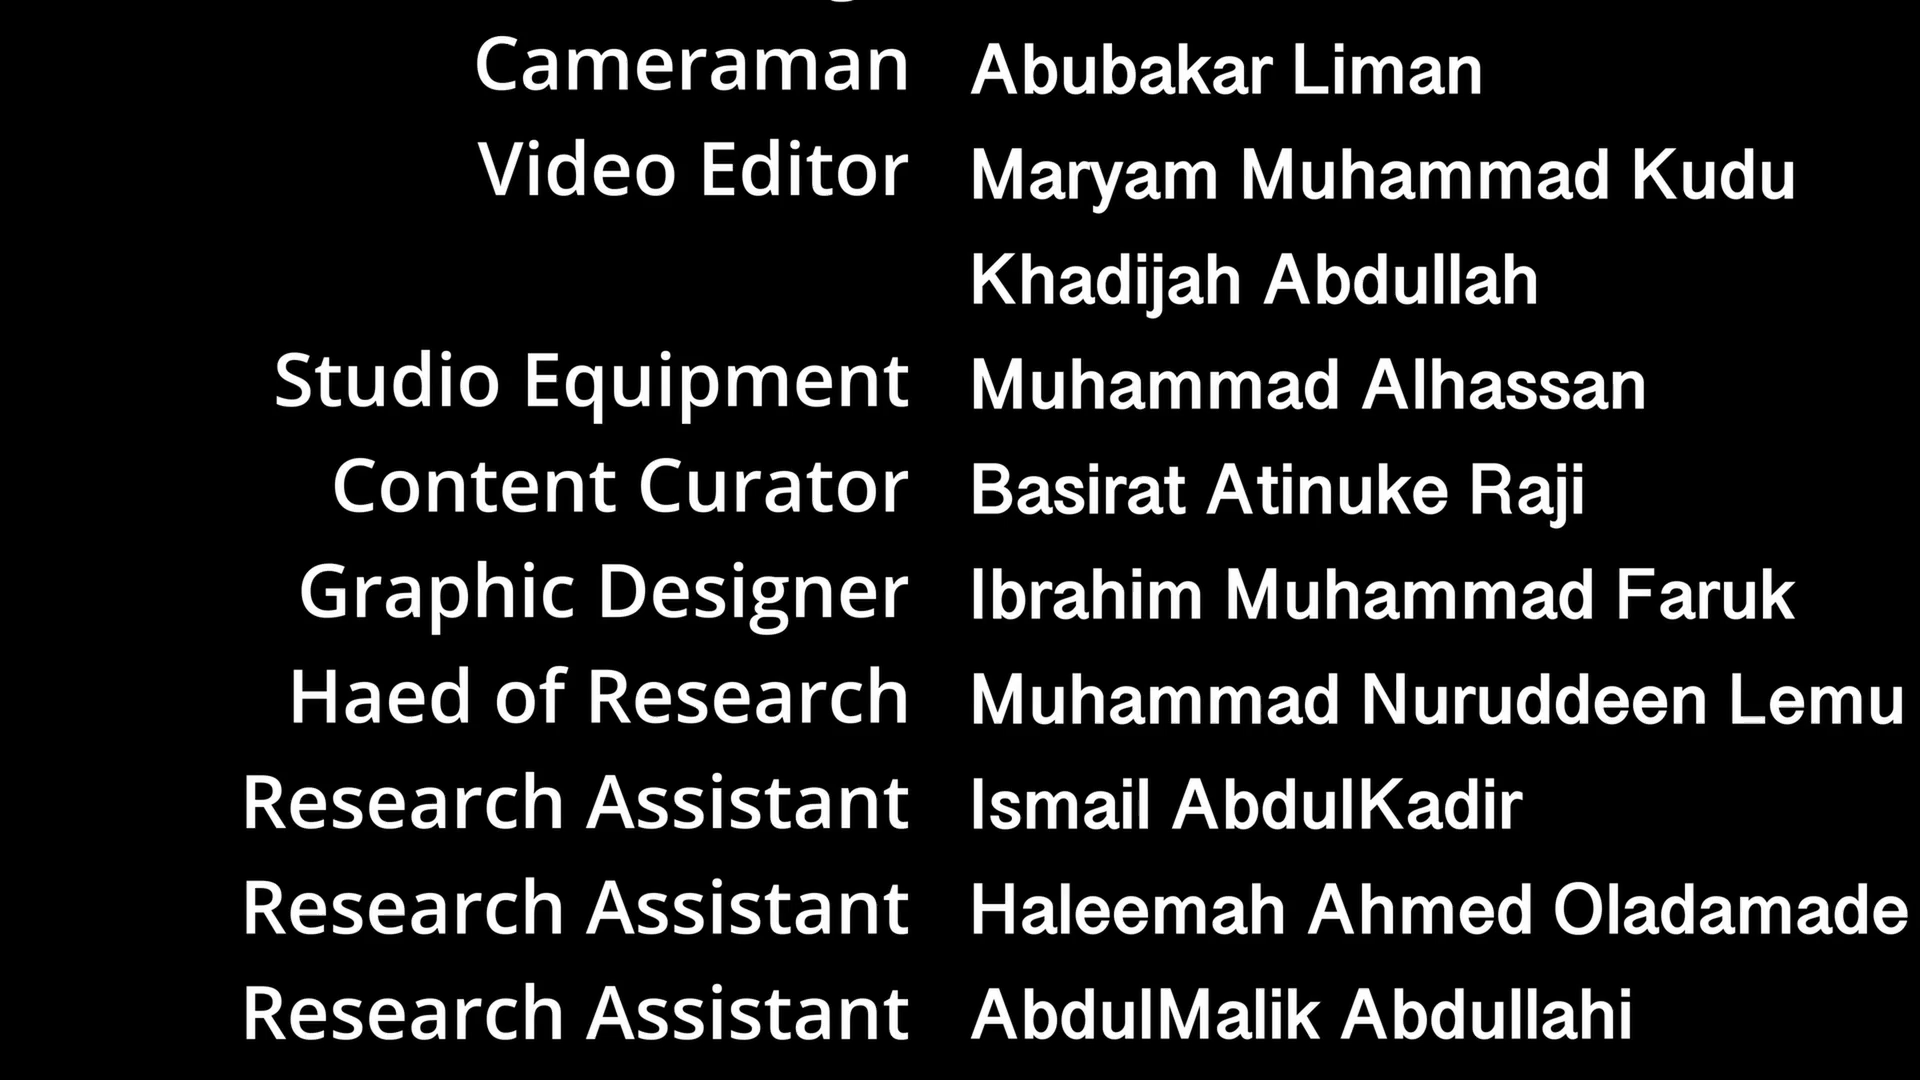 Cameraman Abubakar Liman
Video Editor Maryam Muhammad Kudu
Khadijah Abdullah
Studio Equipment Muhammad Alhassan
Content Curator Basirat Atinuke Raji
Graphic Designer Ibrahim Muhammad Faruk
Haed of Research Muhammad Nuruddeen Lemu
Research Assistant Ismail AbdulKadir
Research Assistant Haleemah Ahmed Oladamade
Research Assistant AbdulMalik Abdullahi